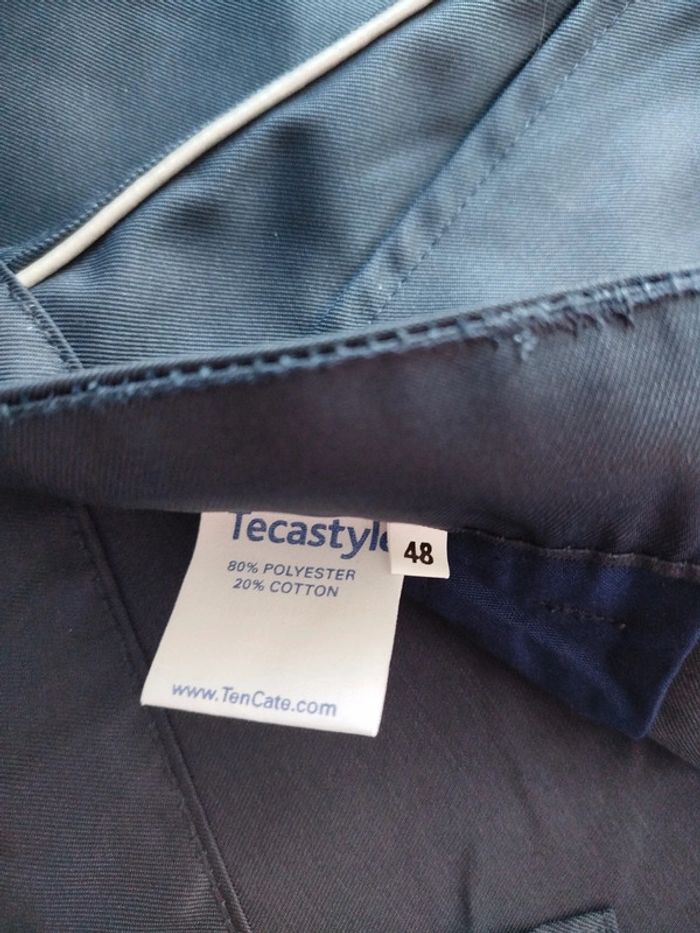 Tecastyle
48
80% POLYESTER
20% COTTON
www.TenCate.com